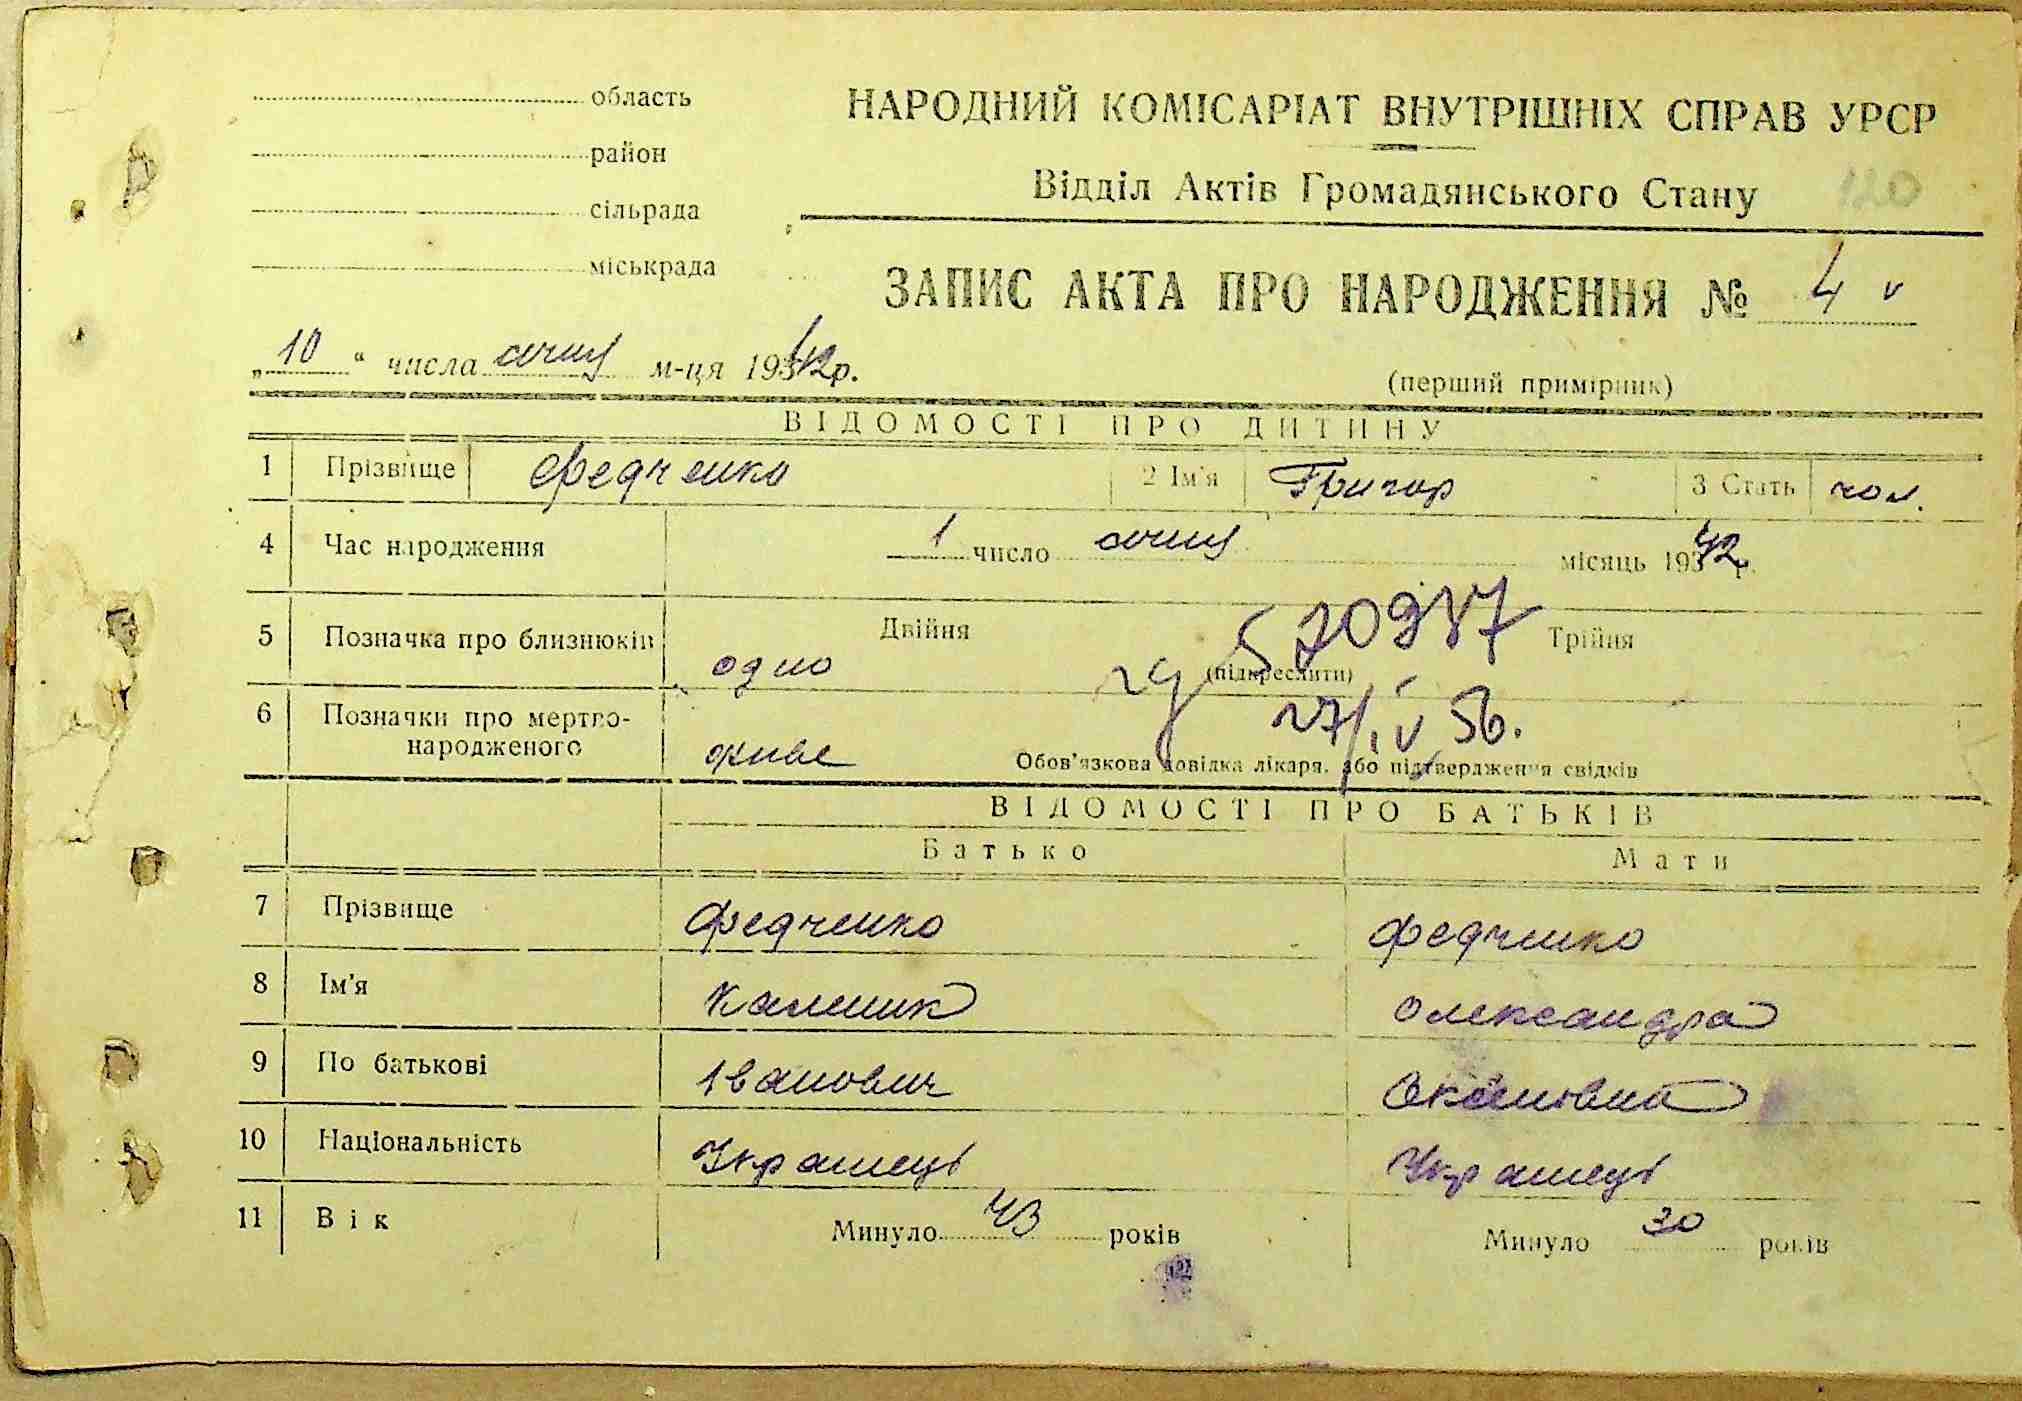 область
район
сільрада
міськрада
НАРОДНИЙ КОМІСАРІАТ ВНУТРІШНІХ СПРАВ УРСР
Відділ Актів Громадянського Стану 120
ЗАПИС АКТА ПРО НАРОДЖЕННЯ № 4 v
„10“ числа січня м-ця 1942р.
(перший примірник)
ВІДОМОСТІ ПРО ДИТИНУ
1 Прізвище Федченко 2 Ім'я Григор 3 Стать чол.
4 Час народження 1 число січня місяць 1942р.
5 Позначка про близнюків Двійня Трійня
одно (підкреслити)
27/IV 56.
6 Позначки про мертво-
народженого живе Обов'язкова довідка лікаря, або підтвердження свідків
ВІДОМОСТІ ПРО БАТЬКІВ
Батько Мати
7 Прізвище Федченко Федченко
8 Ім'я Каленик Олександра
9 По батькові Іванович
10 Національність Українець Українець
11 Вік Минуло 43 років Минуло 30 років